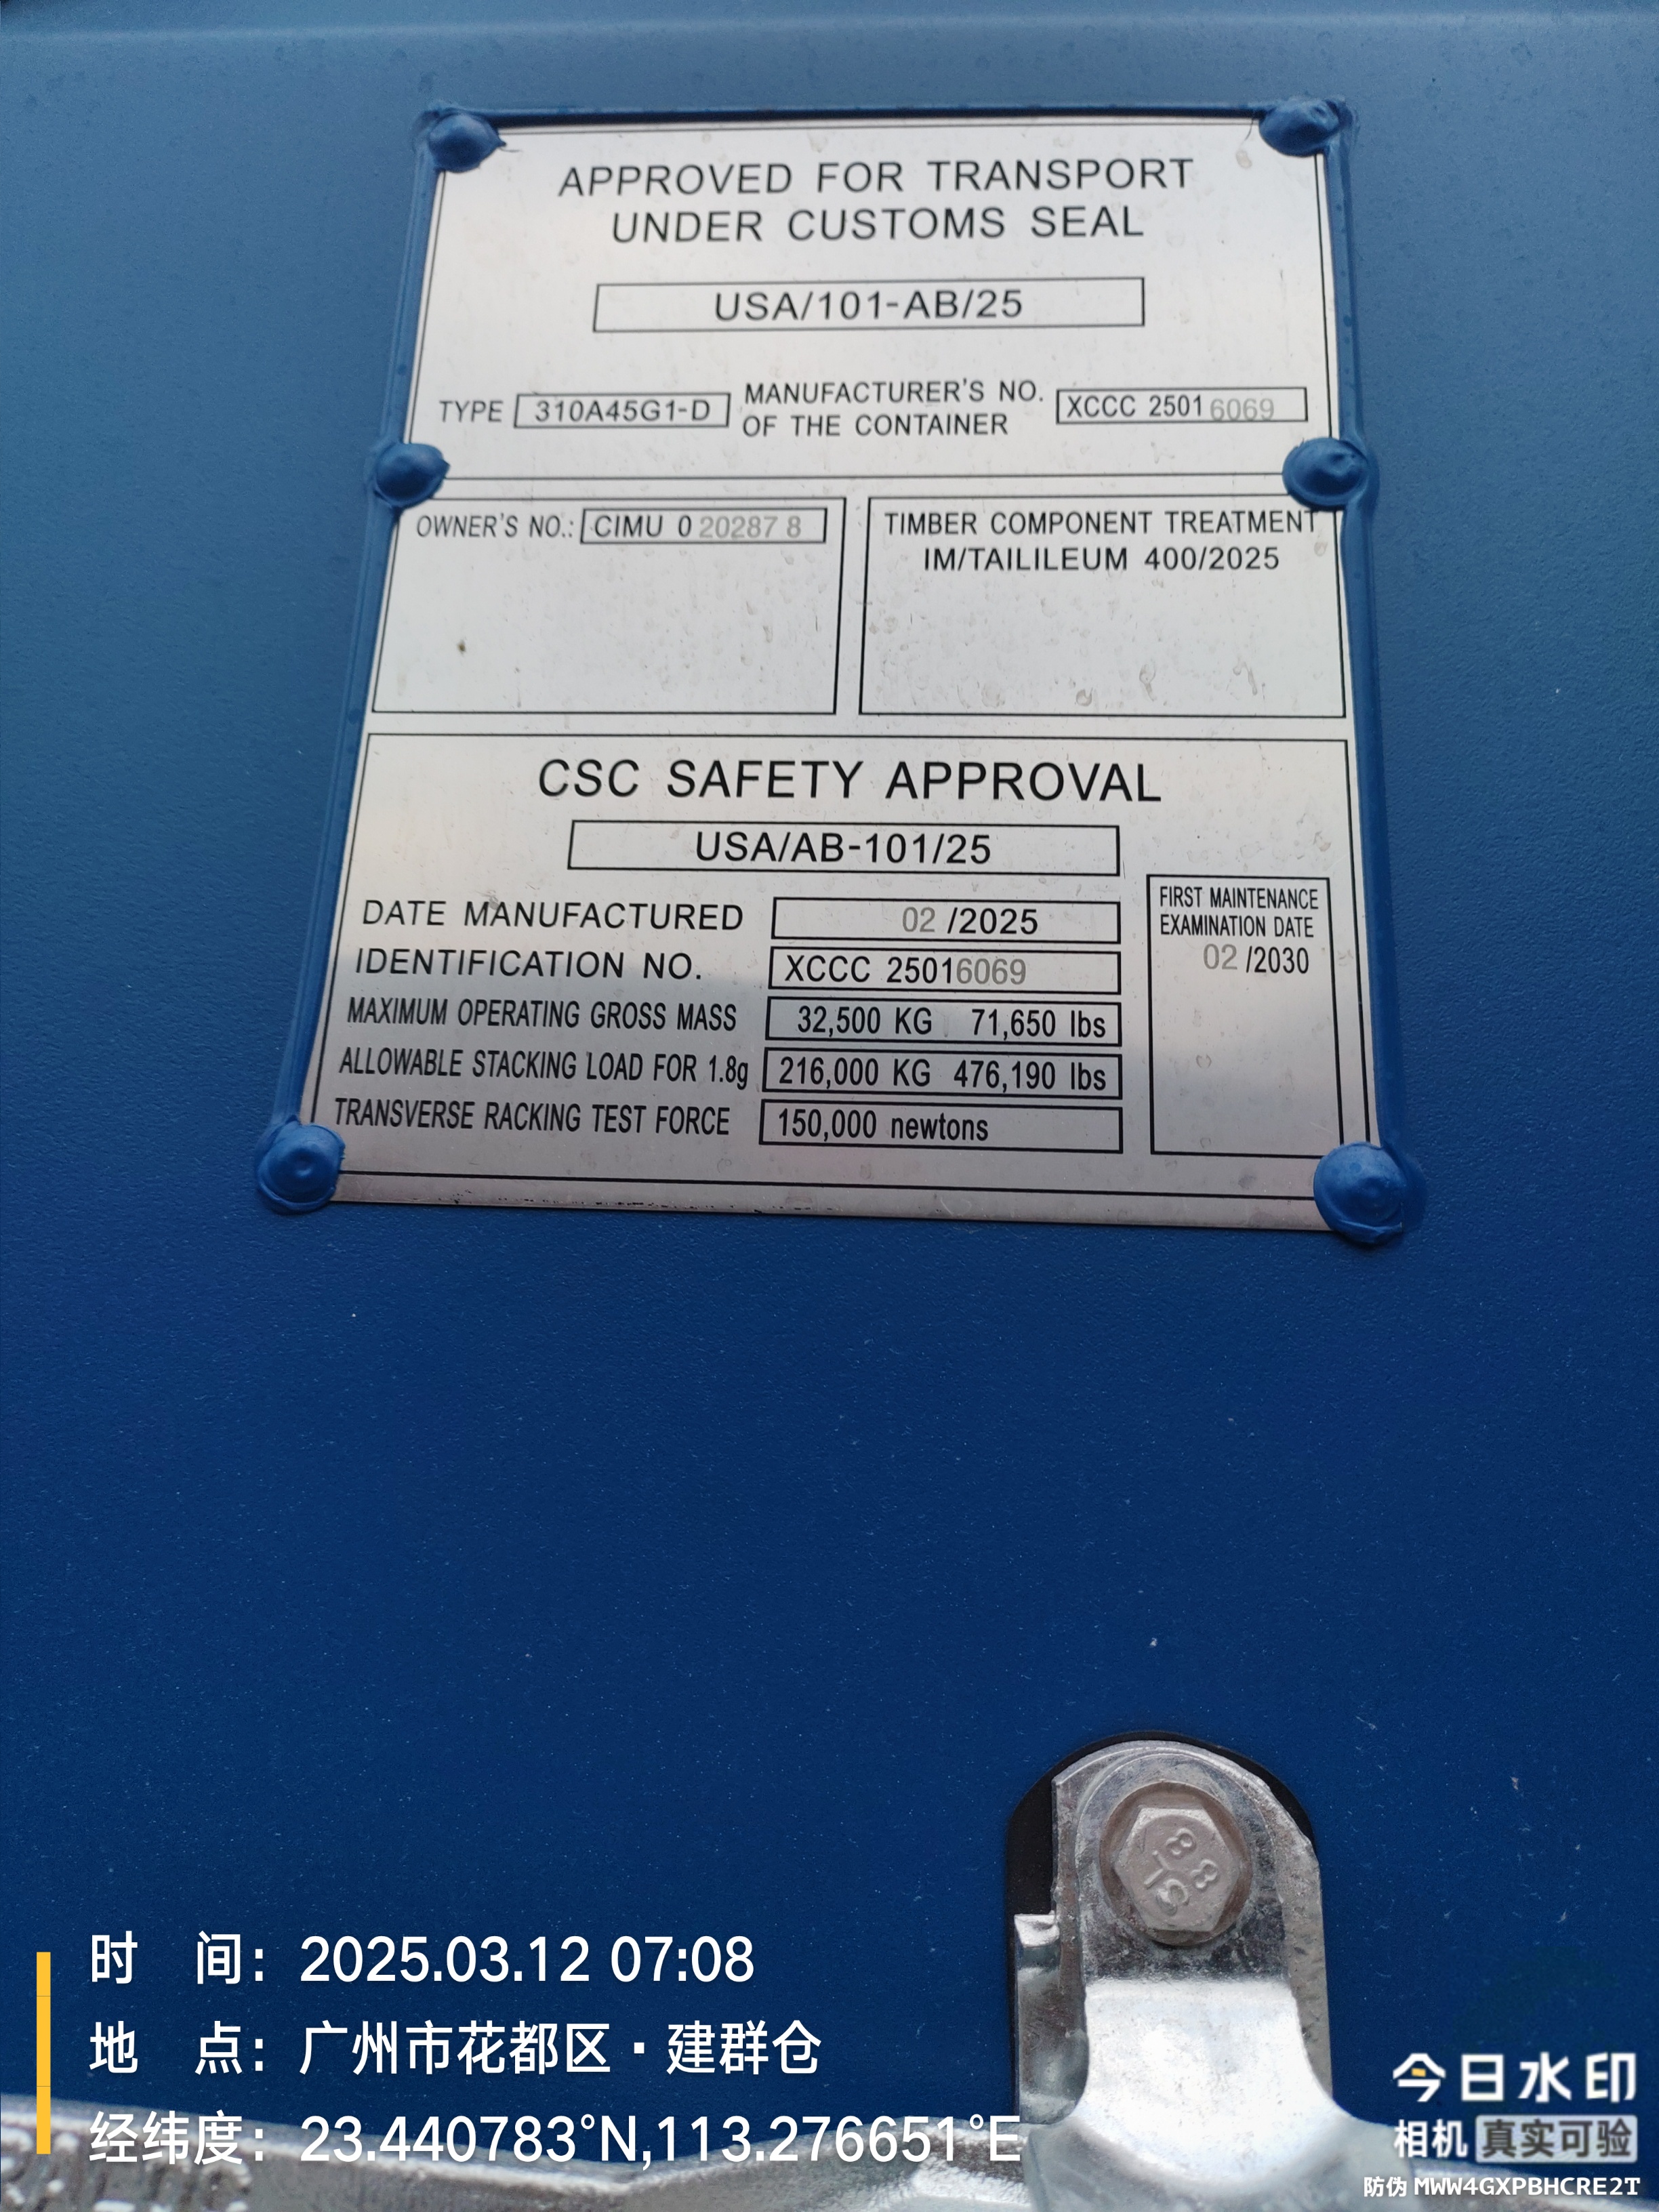 APPROVED FOR TRANSPORT
UNDER CUSTOMS SEAL
USA/101-AB/25
TYPE 310A45G1-D MANUFACTURER'S NO. OF THE CONTAINER XCCC 25016069
OWNER'S NO.: CIMU 0202878
TIMBER COMPONENT TREATMENT
IM/TAILILEUM 400/2025
CSC SAFETY APPROVAL
USA/AB-101/25
DATE MANUFACTURED 02/2025
IDENTIFICATION NO. XCCC 25016069
MAXIMUM OPERATING GROSS MASS 32,500 KG 71,650 lbs
ALLOWABLE STACKING LOAD FOR 1.8g 216,000 KG 476,190 lbs
TRANSVERSE RACKING TEST FORCE 150,000 newtons
FIRST MAINTENANCE
EXAMINATION DATE
02/2030
8.8
时 间：2025.03.12 07:08
地 点：广州市花都区·建群仓
经纬度：23.440783°N,113.276651°E
今日水印
相机 真实可验
防伪 MWW4GXPBHCRE2T